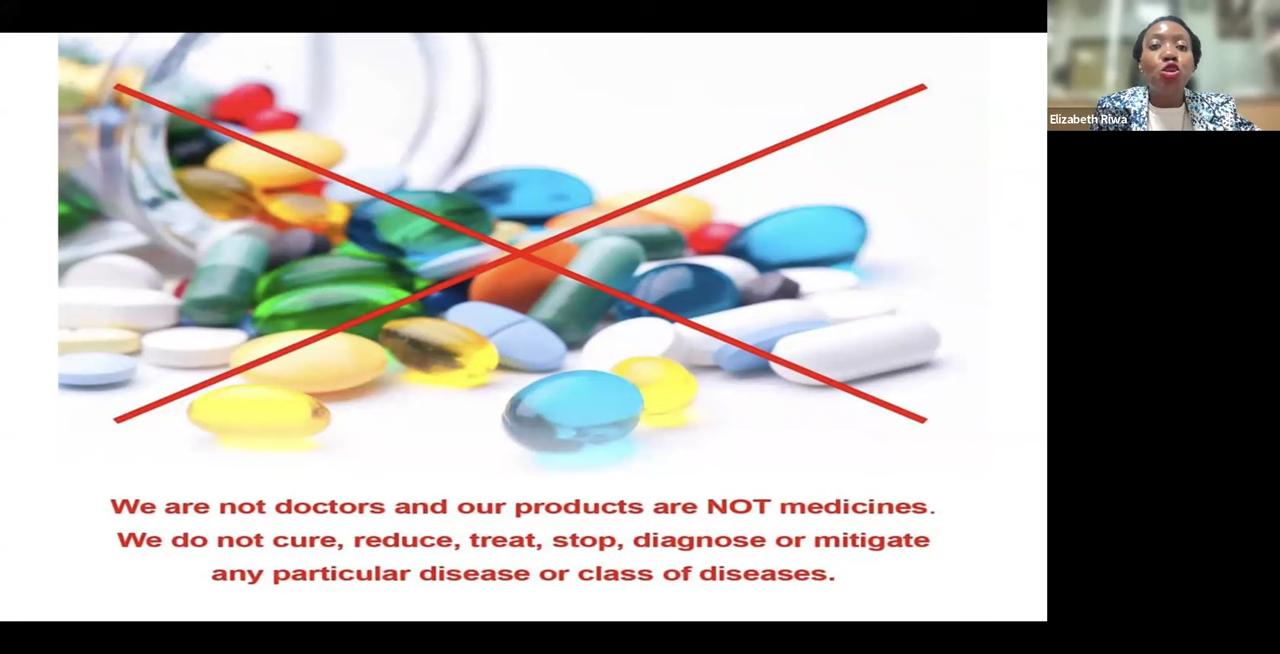 Elizabeth Riwa
We are not doctors and our products are NOT medicines.
We do not cure, reduce, treat, stop, diagnose or mitigate
any particular disease or class of diseases.